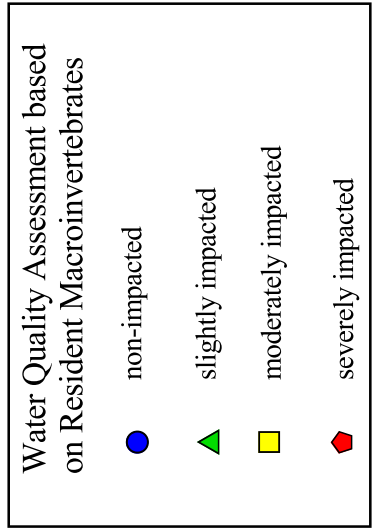 Water Quality Assessment based
on Resident Macroinvertebrates
non-impacted
slightly impacted
moderately impacted
severely impacted